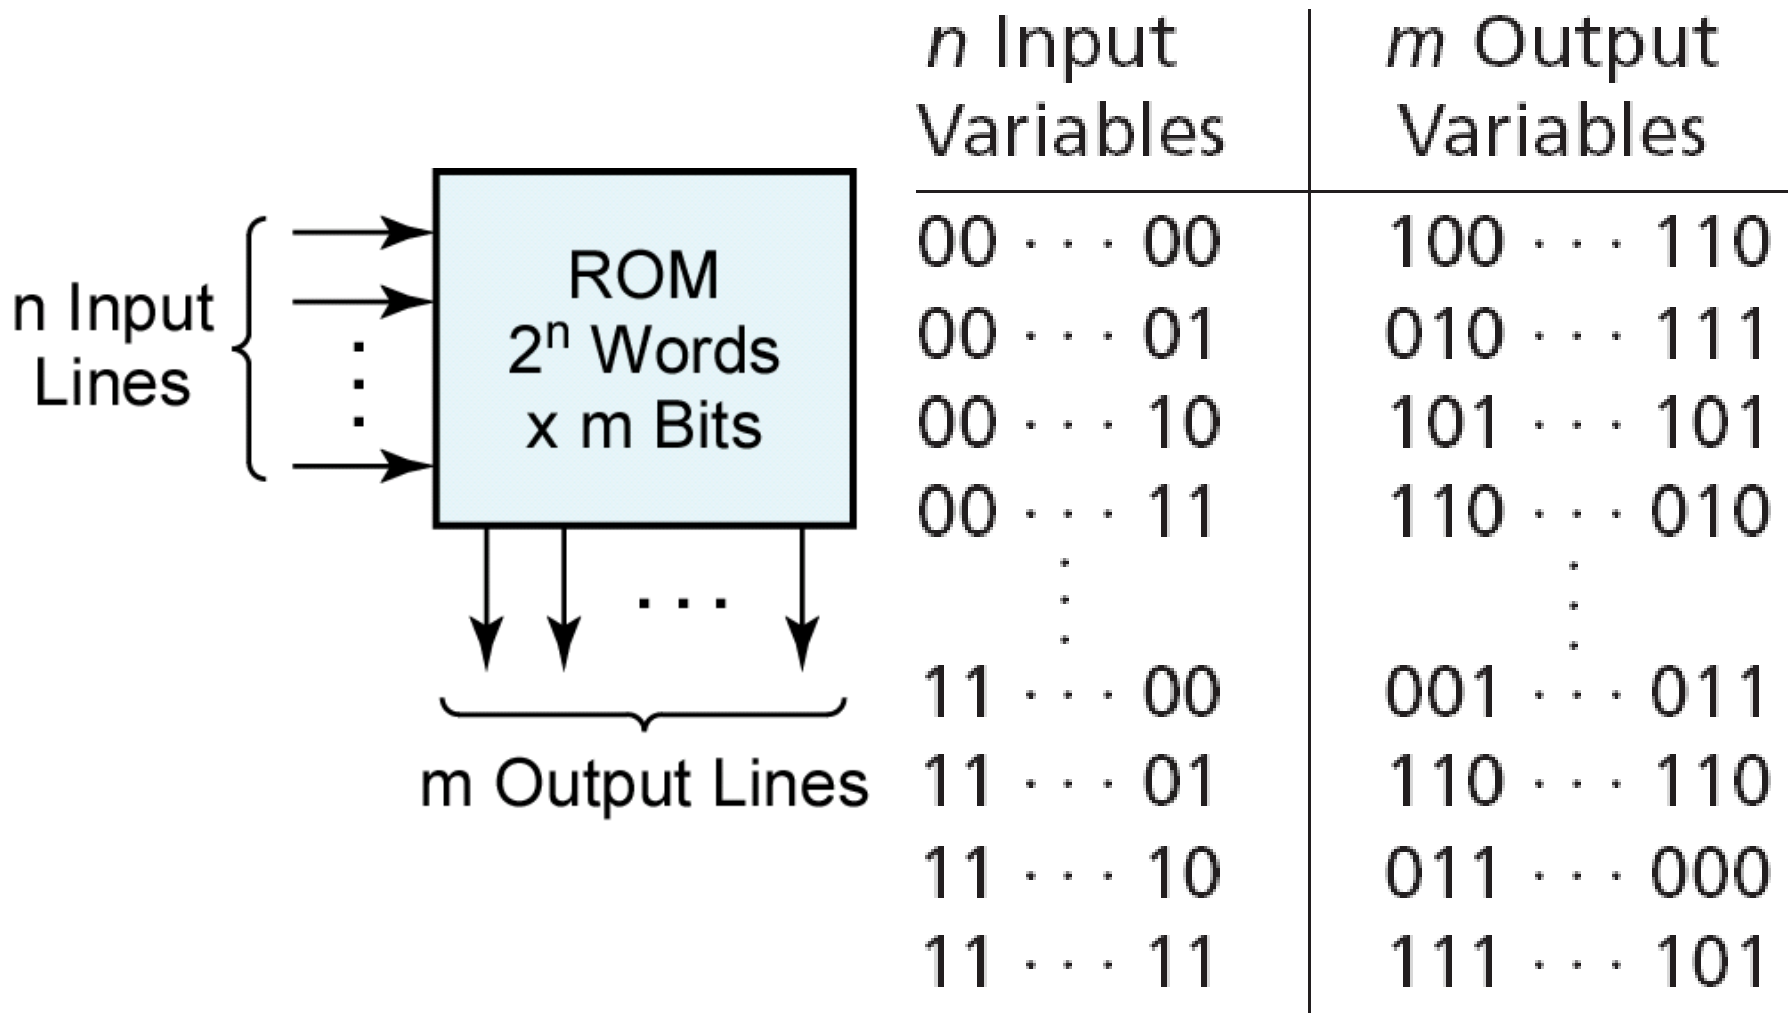 n Input
Lines
ROM
2ⁿ Words
x m Bits
. . .
m Output Lines
n Input
Variables
m Output
Variables
00 · · · 00 100 · · · 110
00 · · · 01 010 · · · 111
00 · · · 10 101 · · · 101
00 · · · 11 110 · · · 010
11 · · · 00 001 · · · 011
11 · · · 01 110 · · · 110
11 · · · 10 011 · · · 000
11 · · · 11 111 · · · 101